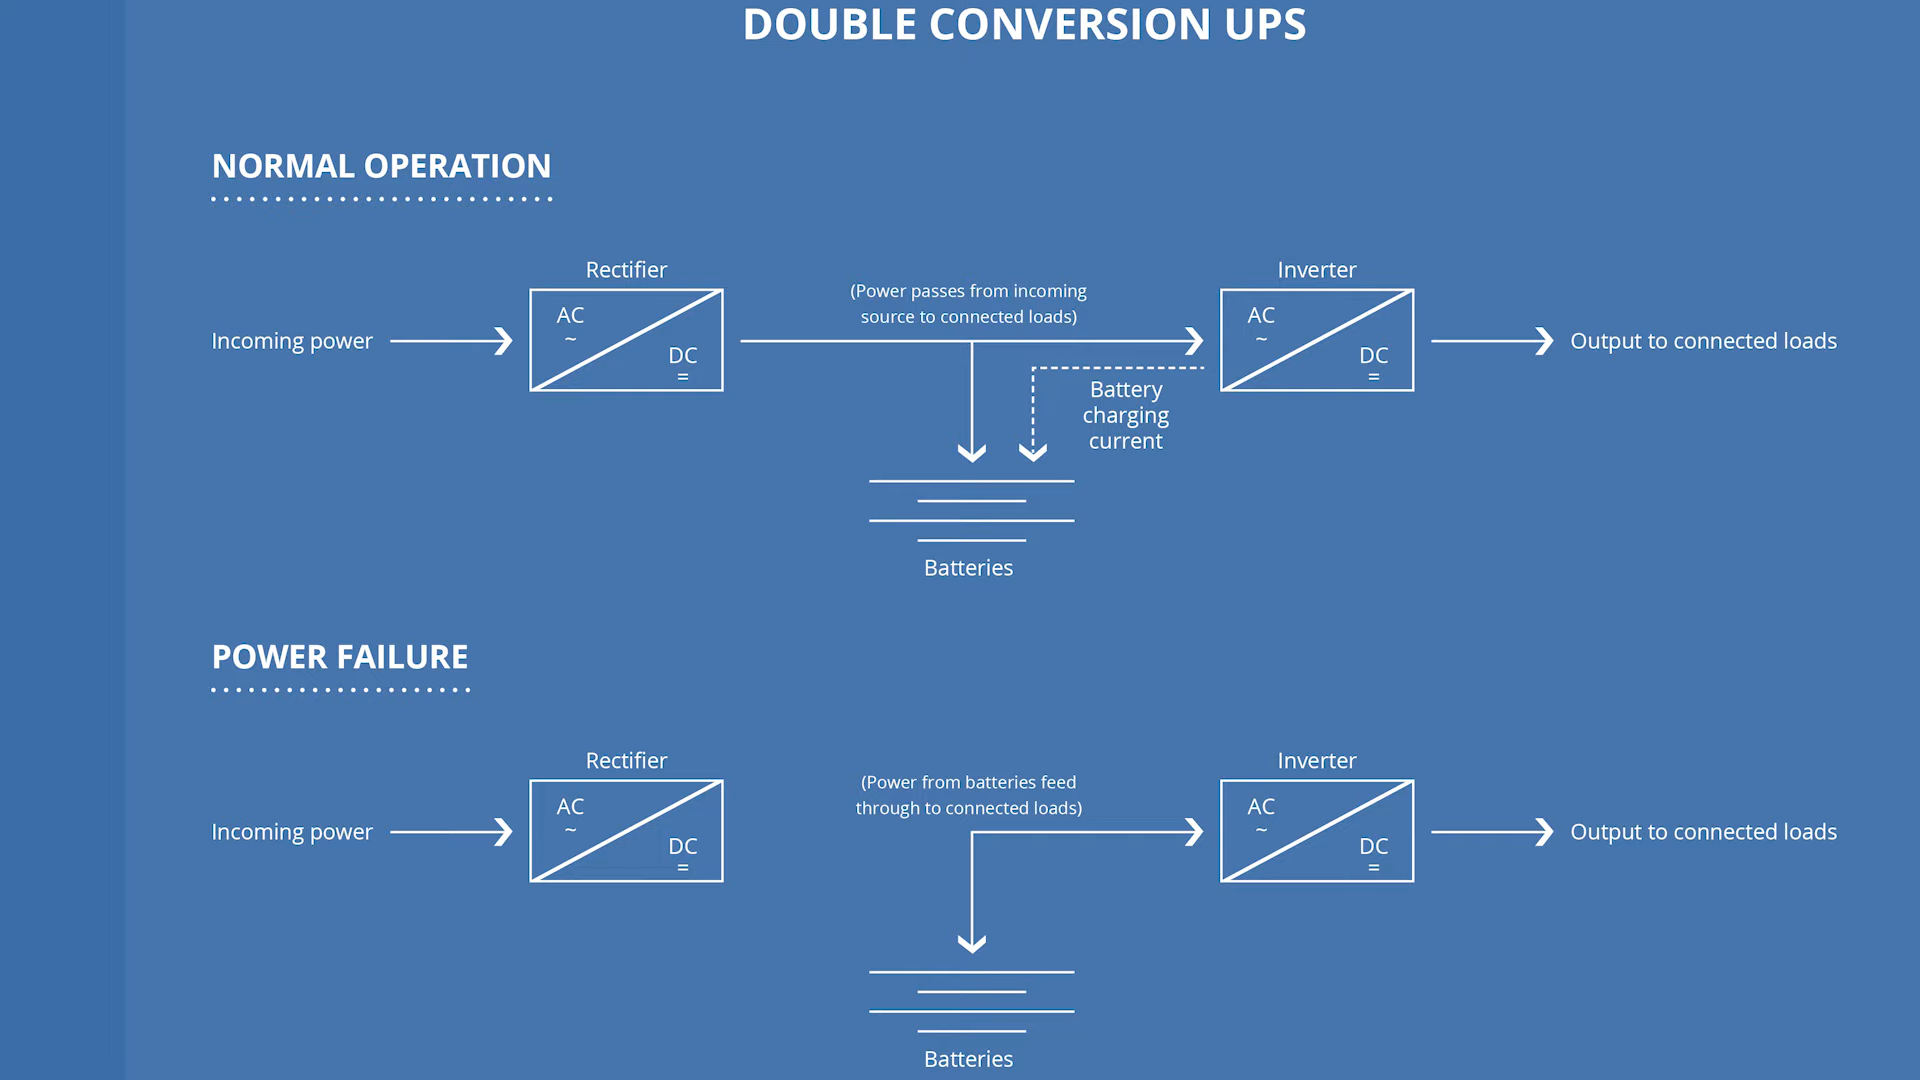 DOUBLE CONVERSION UPS
NORMAL OPERATION
Rectifier
Inverter
(Power passes from incoming
source to connected loads)
AC
~
DC
=
AC
~
DC
=
Incoming power
Output to connected loads
Battery
charging
current
Batteries
POWER FAILURE
Rectifier
Inverter
(Power from batteries feed
through to connected loads)
AC
~
DC
=
AC
~
DC
=
Incoming power
Output to connected loads
Batteries